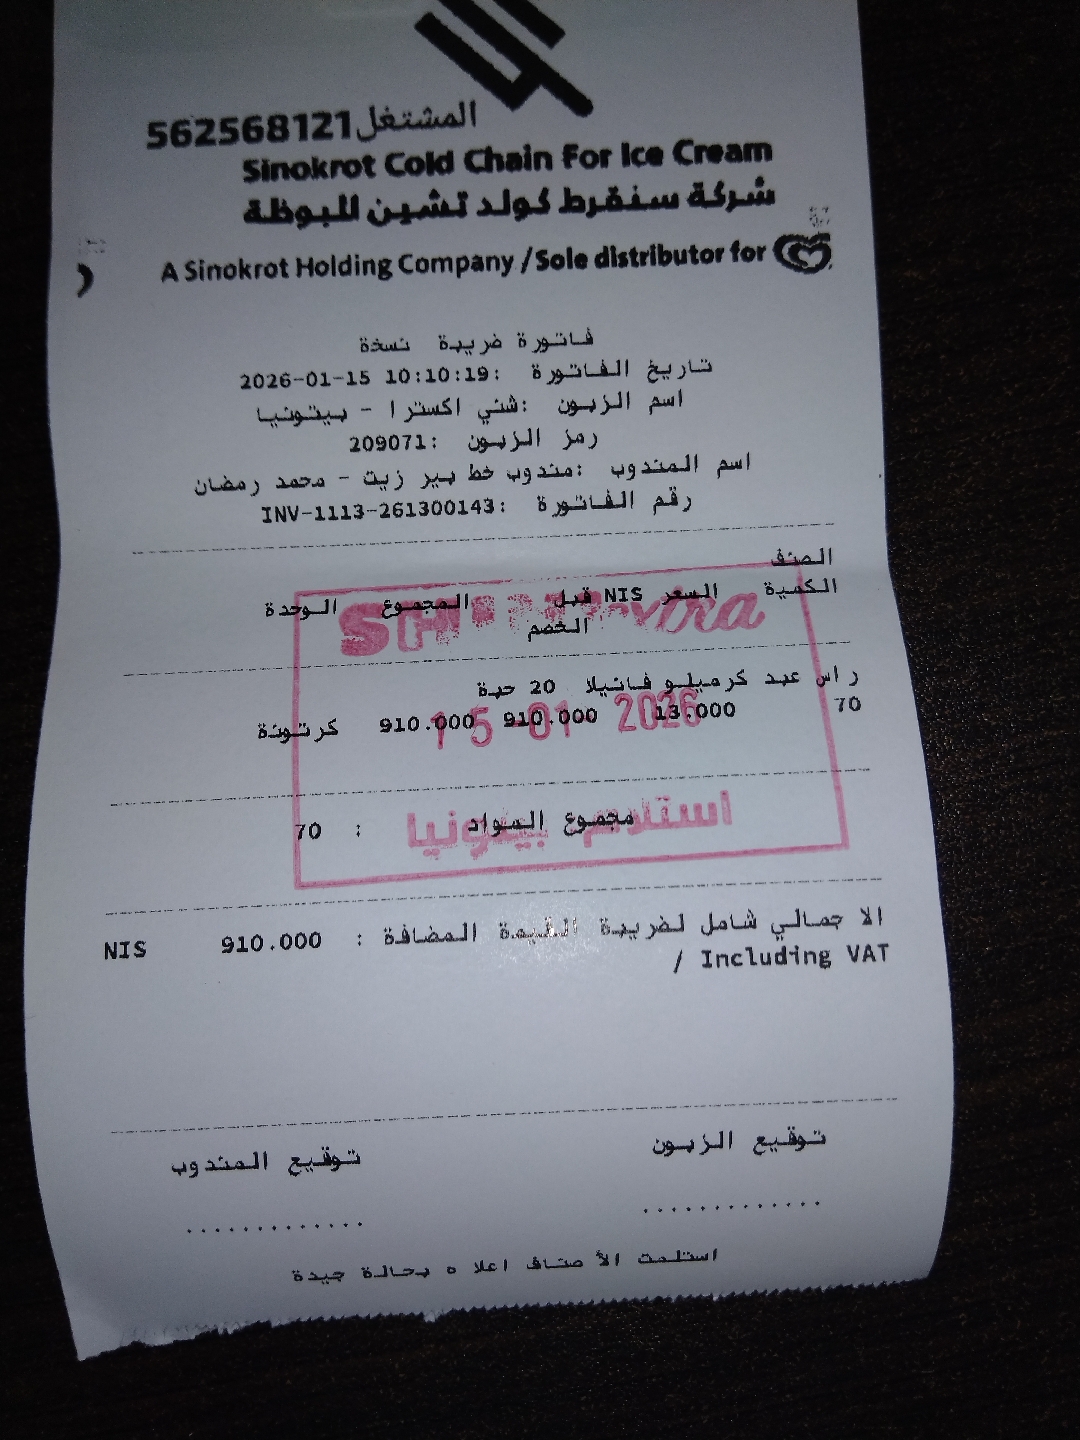 562568121 المشتغل
Sinokrot Cold Chain For Ice Cream
شركة سنقرط كولد تشين للبوظة
A Sinokrot Holding Company / Sole distributor for
فاتورة ضريبة نسخة
تاريخ الفاتورة : 2026-01-15 10:10:19
اسم الزبون : شني اكسترا - بيتونيا
رمز الزبون : 209071
اسم المندوب : مندوب خط بير زيت - محمد رمضان
رقم الفاتورة : INV-1113-261300143
الصنف
الكمية السعر NIS قبل المجموع الوحدة
الخصم
extra
راس عبد كرميلو فانيلا 20 حبة
70 13.000 910.000 910.000 كرتونة
15-01-2026
مجموع المواد : 70
استلام بيتونيا
الاجمالي شامل لضريبة القيمة المضافة : 910.000 NIS
/ Including VAT
توقيع الزبون توقيع المندوب
............. .............
استلمت الأصناف اعلاه بحالة جيدة